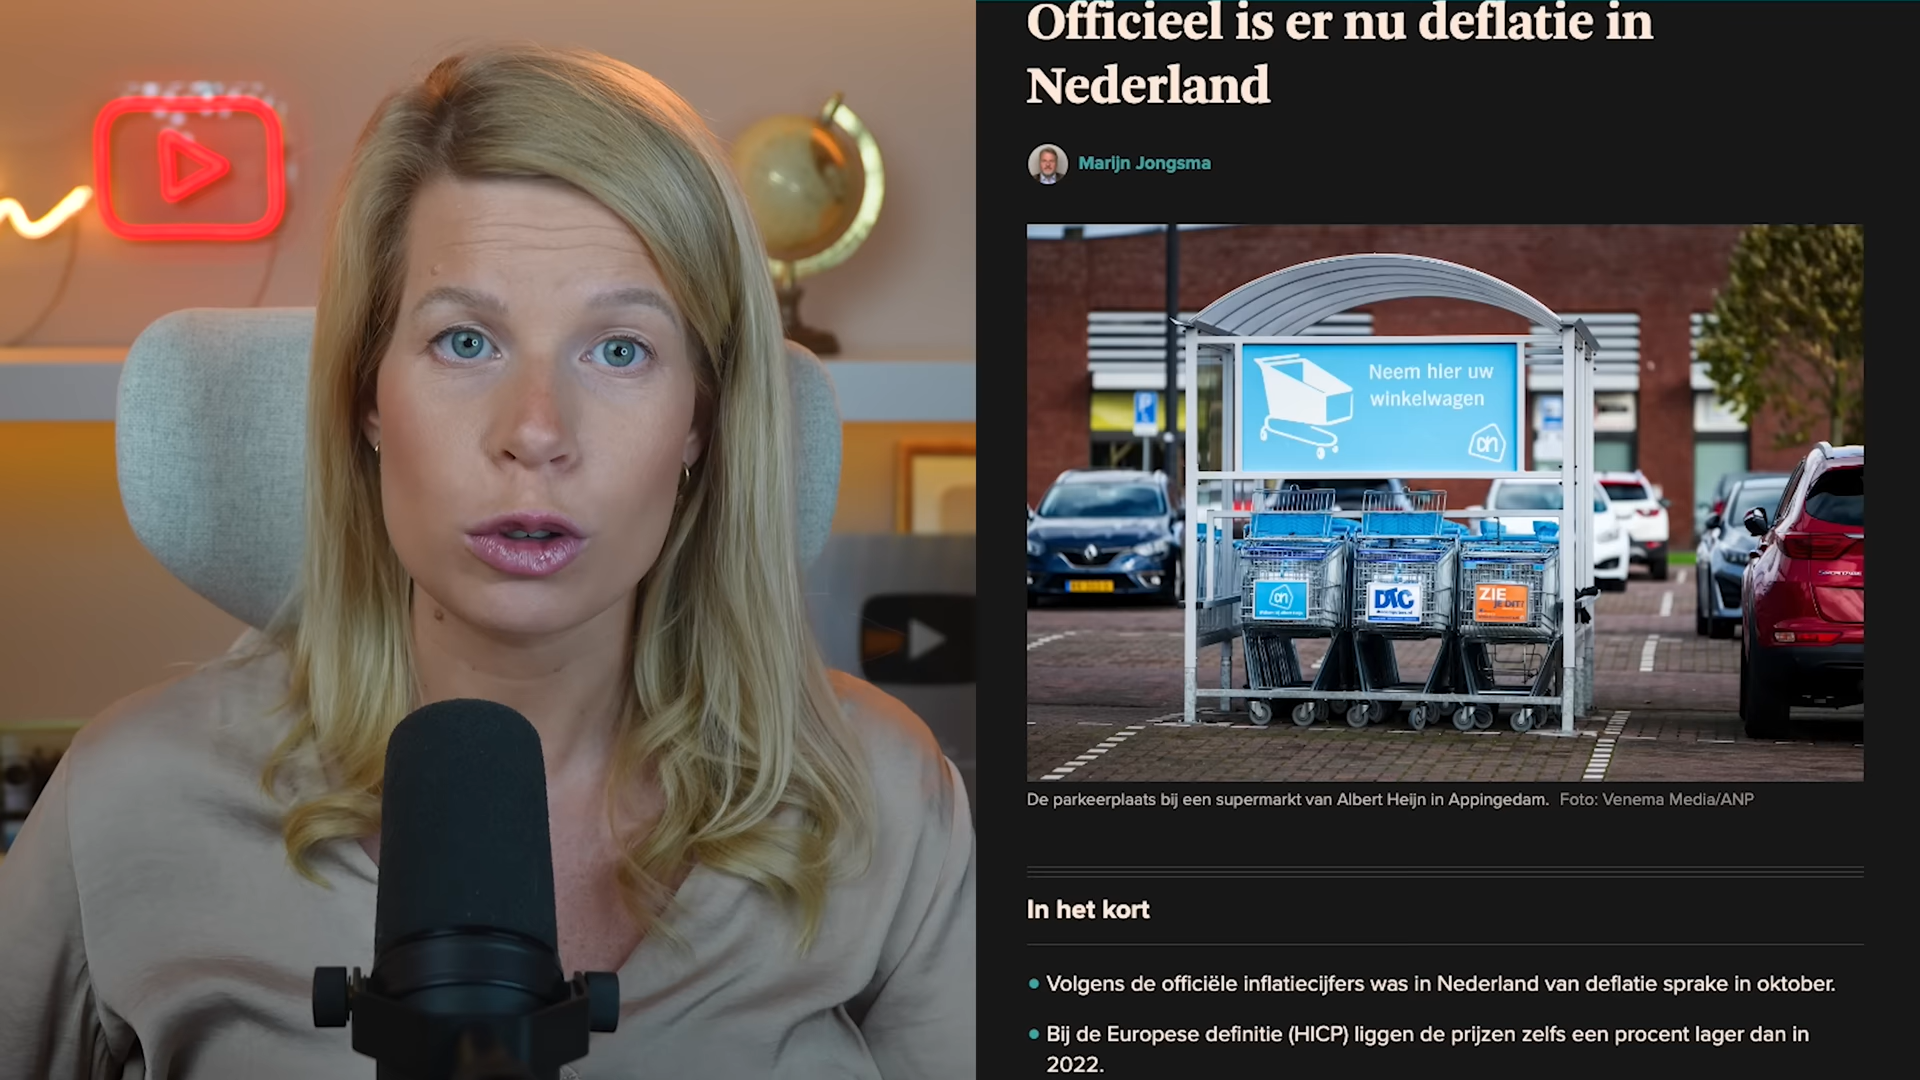 Officieel is er nu deflatie in
Nederland
Marijn Jongsma
Neem hier uw
winkelwagen
ah
ah
DTC
ZIE
JE DIT?
De parkeerplaats bij een supermarkt van Albert Heijn in Appingedam. Foto: Venema Media/ANP
In het kort
Volgens de officiële inflatiecijfers was in Nederland van deflatie sprake in oktober.
Bij de Europese definitie (HICP) liggen de prijzen zelfs een procent lager dan in
2022.